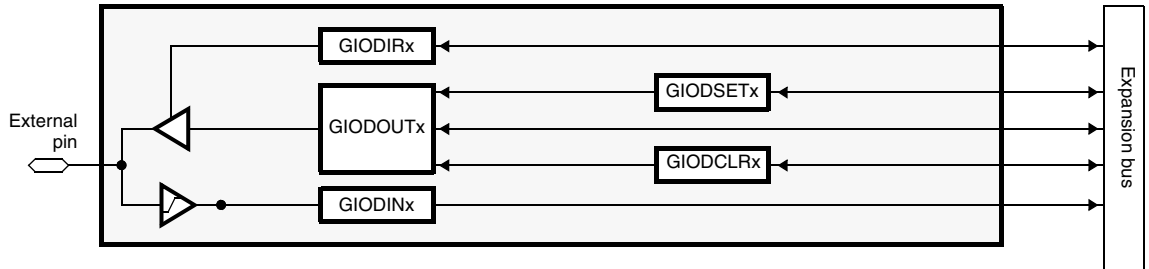 GIODIRx
GIODSETx
External
pin
GIODOUTx
GIODCLRx
GIODINx
Expansion bus